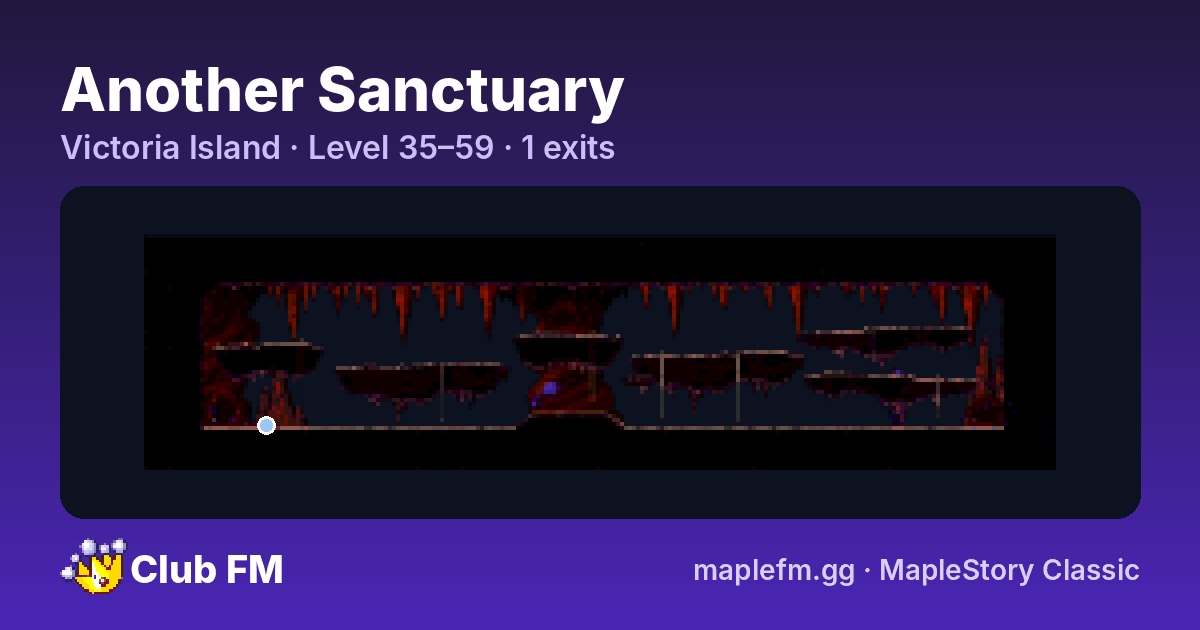 Another Sanctuary
Victoria Island · Level 35–59 · 1 exits
Club FM
maplefm.gg · MapleStory Classic